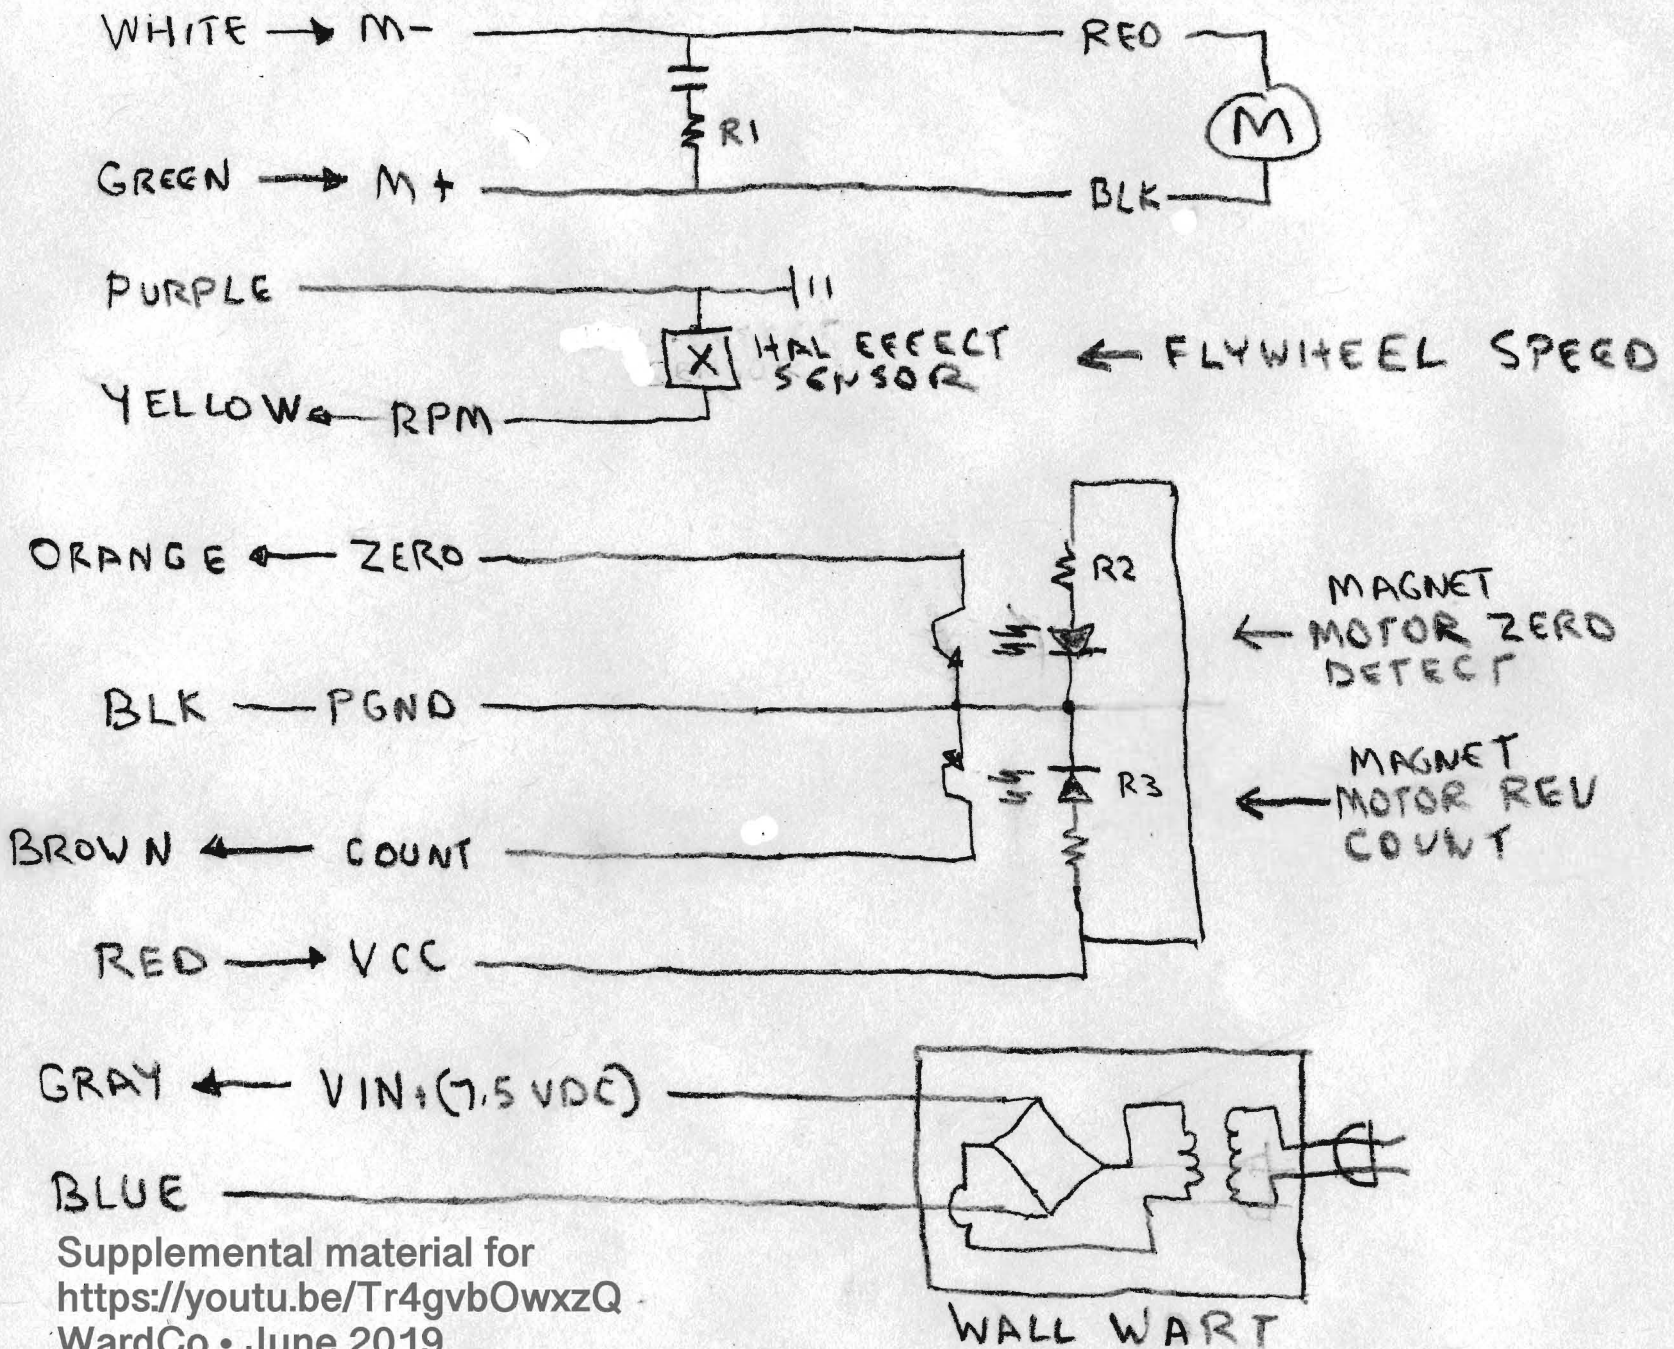 WHITE → M- RED
M
R1
GREEN → M+ BLK
PURPLE
X HAL EFFECT ← FLYWHEEL SPEED
SENSOR
YELLOW ← RPM
ORANGE ← ZERO
R2
MAGNET
← MOTOR ZERO
DETECT
BLK — PGND
R3
MAGNET
← MOTOR REV
COUNT
BROWN ← COUNT
RED → VCC
GRAY ← VIN+(7.5 VDC)
BLUE
Supplemental material for
https://youtu.be/Tr4gvbOwxzQ
WardCo • June 2019
WALL WART